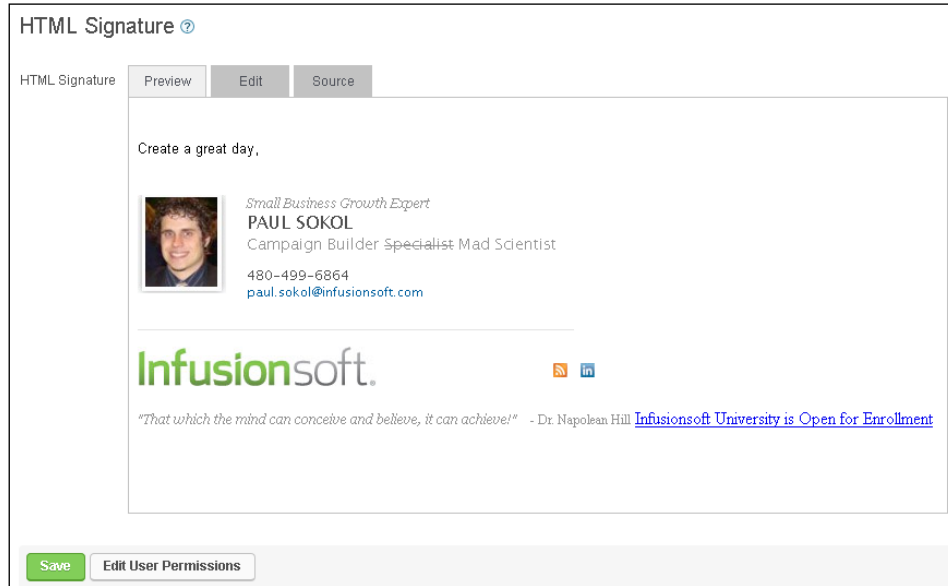 HTML Signature ?
HTML Signature Preview Edit Source
Create a great day,
Small Business Growth Expert
PAUL SOKOL
Campaign Builder Specialist Mad Scientist
480-499-6864
paul.sokol@infusionsoft.com
Infusionsoft.
in
"That which the mind can conceive and believe, it can achieve!" - Dr. Napolean Hill Infusionsoft University is Open for Enrollment
Save Edit User Permissions